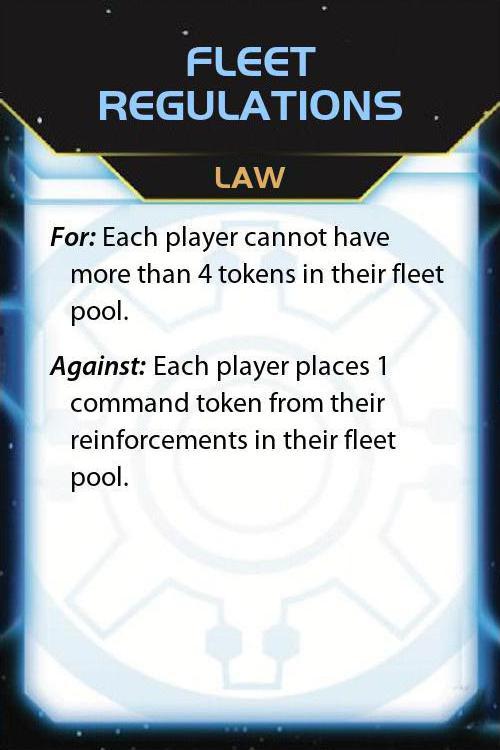 FLEET
REGULATIONS
LAW
For: Each player cannot have
more than 4 tokens in their fleet
pool.
Against: Each player places 1
command token from their
reinforcements in their fleet
pool.